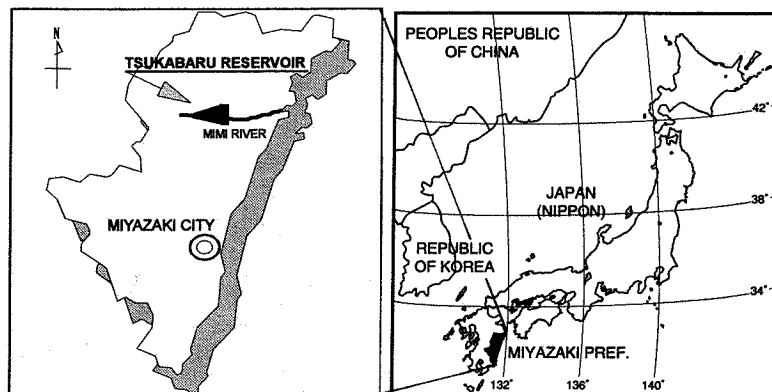 N
TSUKABARU RESERVOIR
MIMI RIVER
MIYAZAKI CITY
PEOPLES REPUBLIC
OF CHINA
42°
JAPAN
(NIPPON)
38°
REPUBLIC
OF KOREA
34°
MIYAZAKI PREF.
132° 136° 140°